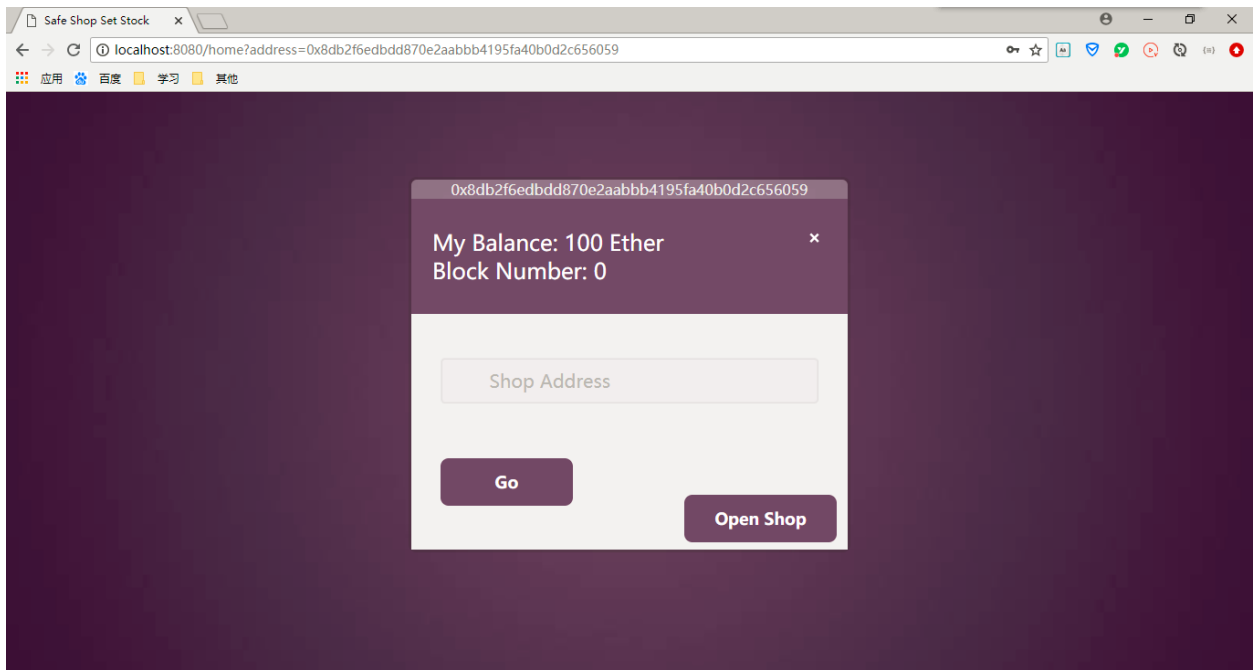 Safe Shop Set Stock
localhost:8080/home?address=0x8db2f6edbdd870e2aabbb4195fa40b0d2c656059
应用 百度 学习 其他
0x8db2f6edbdd870e2aabbb4195fa40b0d2c656059
My Balance: 100 Ether ×
Block Number: 0
Shop Address
Go
Open Shop